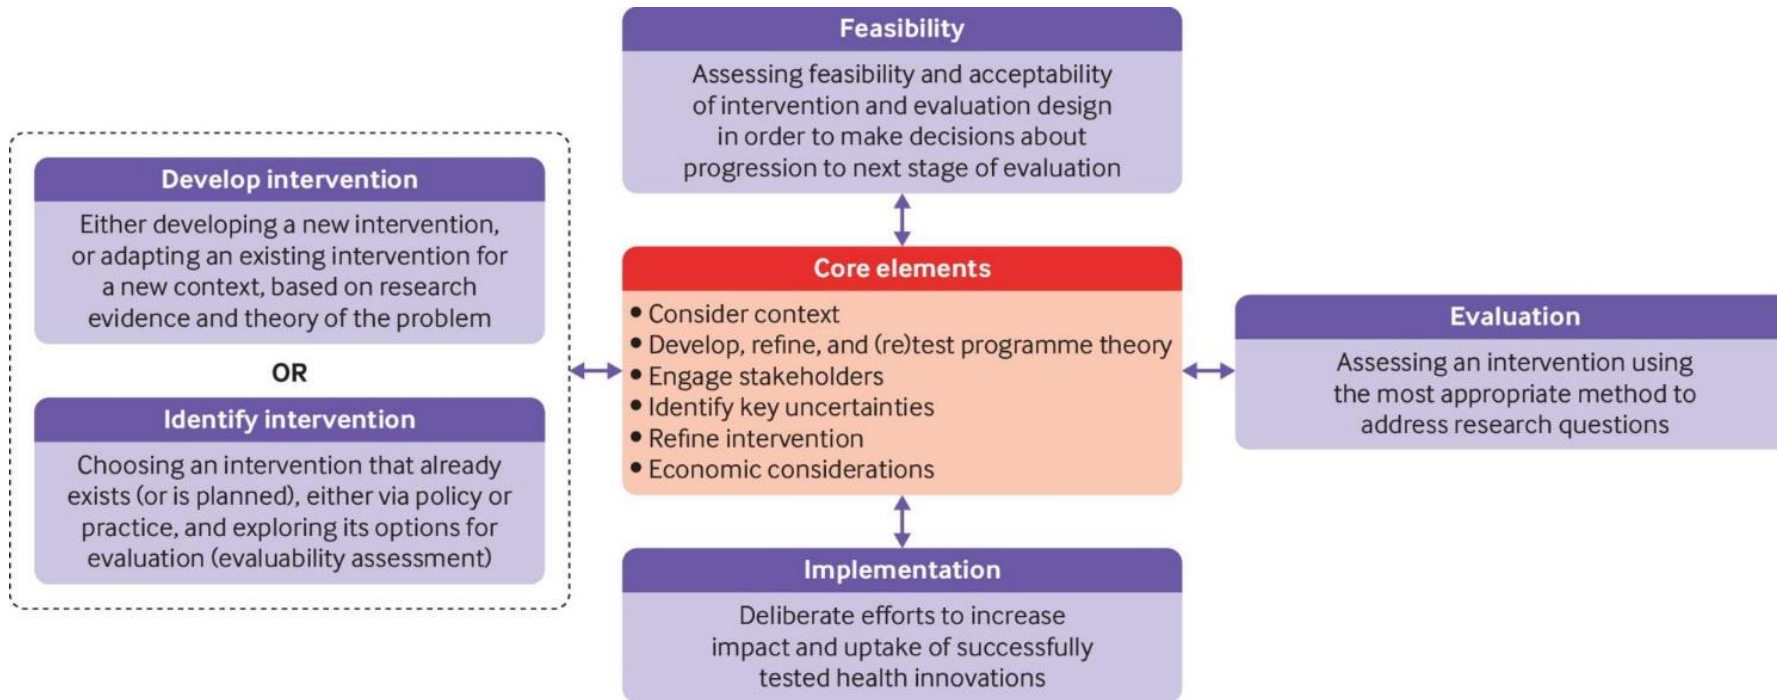 Feasibility
Assessing feasibility and acceptability
of intervention and evaluation design
in order to make decisions about
progression to next stage of evaluation
Develop intervention
Either developing a new intervention,
or adapting an existing intervention for
a new context, based on research
evidence and theory of the problem
OR
Identify intervention
Choosing an intervention that already
exists (or is planned), either via policy or
practice, and exploring its options for
evaluation (evaluability assessment)
Core elements
• Consider context
• Develop, refine, and (re)test programme theory
• Engage stakeholders
• Identify key uncertainties
• Refine intervention
• Economic considerations
Evaluation
Assessing an intervention using
the most appropriate method to
address research questions
Implementation
Deliberate efforts to increase
impact and uptake of successfully
tested health innovations